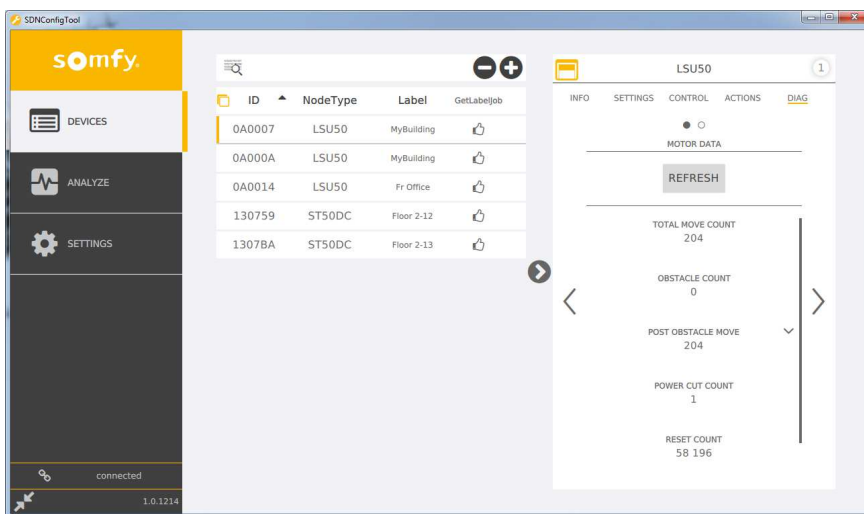 SDNConfigTool
somfy.
DEVICES
ANALYZE
SETTINGS
connected
1.0.1214
ID NodeType Label GetLabelJob
0A0007 LSU50 MyBuilding
0A000A LSU50 MyBuilding
0A0014 LSU50 Fr Office
130759 ST50DC Floor 2-12
1307BA ST50DC Floor 2-13
LSU50 1
INFO SETTINGS CONTROL ACTIONS DIAG
MOTOR DATA
REFRESH
TOTAL MOVE COUNT
204
OBSTACLE COUNT
0
POST OBSTACLE MOVE
204
POWER CUT COUNT
1
RESET COUNT
58 196